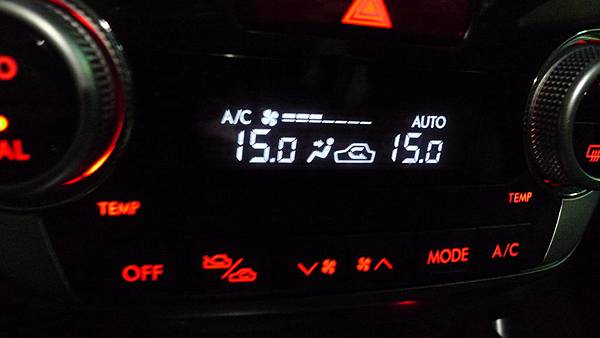 A/C AUTO
15.0 15.0
TEMP TEMP
OFF MODE A/C